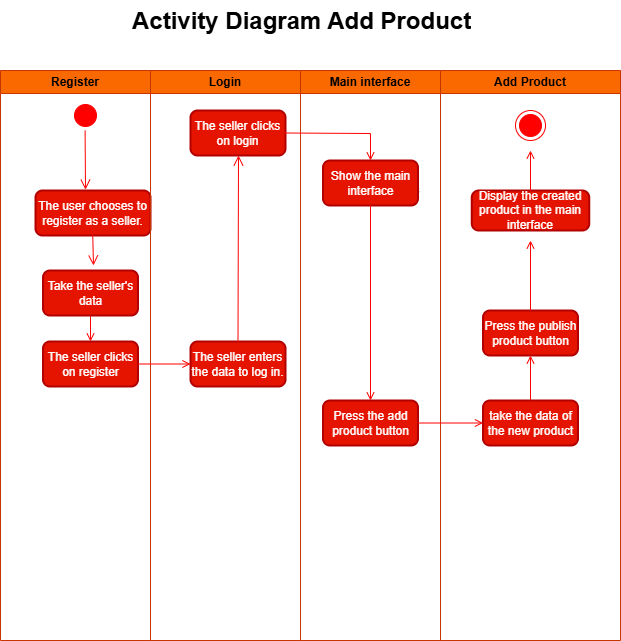 Activity Diagram Add Product
Register
Login
Main interface
Add Product
The user chooses to
register as a seller.
Take the seller's
data
The seller clicks
on register
The seller enters
the data to log in.
The seller clicks
on login
Show the main
interface
Press the add
product button
take the data of
the new product
Press the publish
product button
Display the created
product in the main
interface